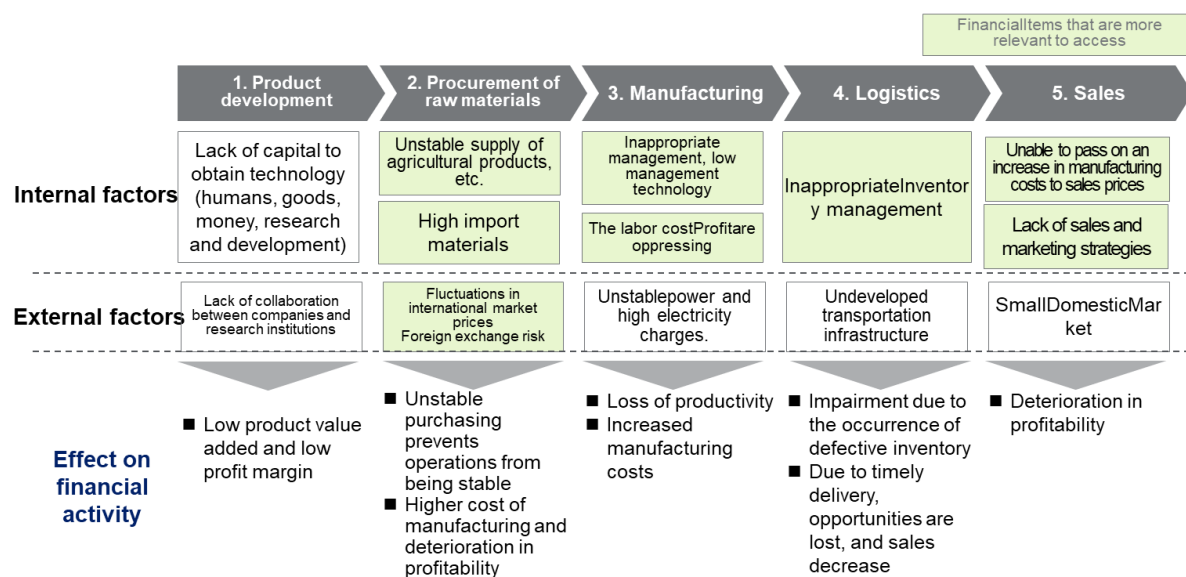 FinancialItems that are more
relevant to access
1. Product
development
2. Procurement of
raw materials
3. Manufacturing
4. Logistics
5. Sales
Internal factors
Lack of capital to
obtain technology
(humans, goods,
money, research
and development)
Unstable supply of
agricultural products,
etc.
High import
materials
Inappropriate
management, low
management
technology
The labor costProfitare
oppressing
InappropriateInventor
y management
Unable to pass on an
increase in manufacturing
costs to sales prices
Lack of sales and
marketing strategies
External factors
Lack of collaboration
between companies and
research institutions
Fluctuations in
international market
prices
Foreign exchange risk
Unstablepower and
high electricity
charges.
Undeveloped
transportation
infrastructure
SmallDomesticMar
ket
Effect on
financial
activity
■ Low product value
added and low
profit margin
■ Unstable
purchasing
prevents
operations from
being stable
■ Higher cost of
manufacturing and
deterioration in
profitability
■ Loss of productivity
■ Increased
manufacturing
costs
■ Impairment due to
the occurrence of
defective inventory
■ Due to timely
delivery,
opportunities are
lost, and sales
decrease
■ Deterioration in
profitability